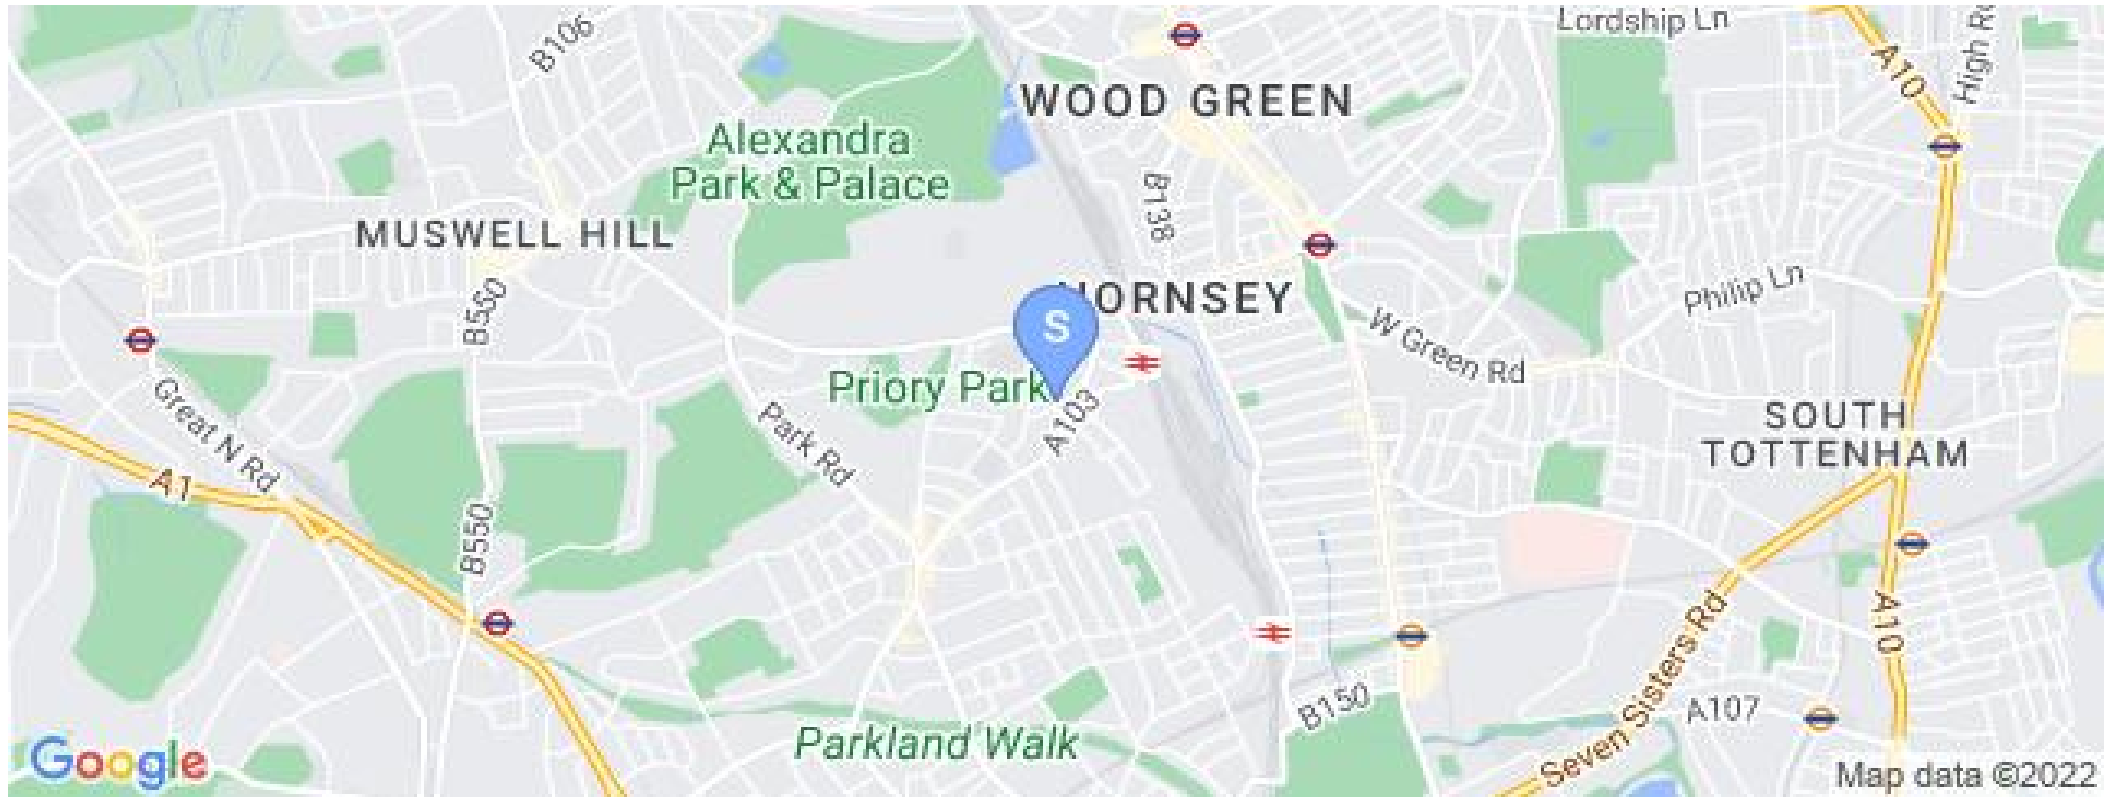 Lordship Ln
B106
A10
High R
WOOD GREEN
Alexandra
Park & Palace
B138
MUSWELL HILL
B550
HORNSEY
S
Philip Ln
W Green Rd
Priory Park
A103
Great N Rd
Park Rd
SOUTH
TOTTENHAM
A1
B550
Seven Sisters Rd
A10
B150
A107
Parkland Walk
Google
Map data ©2022